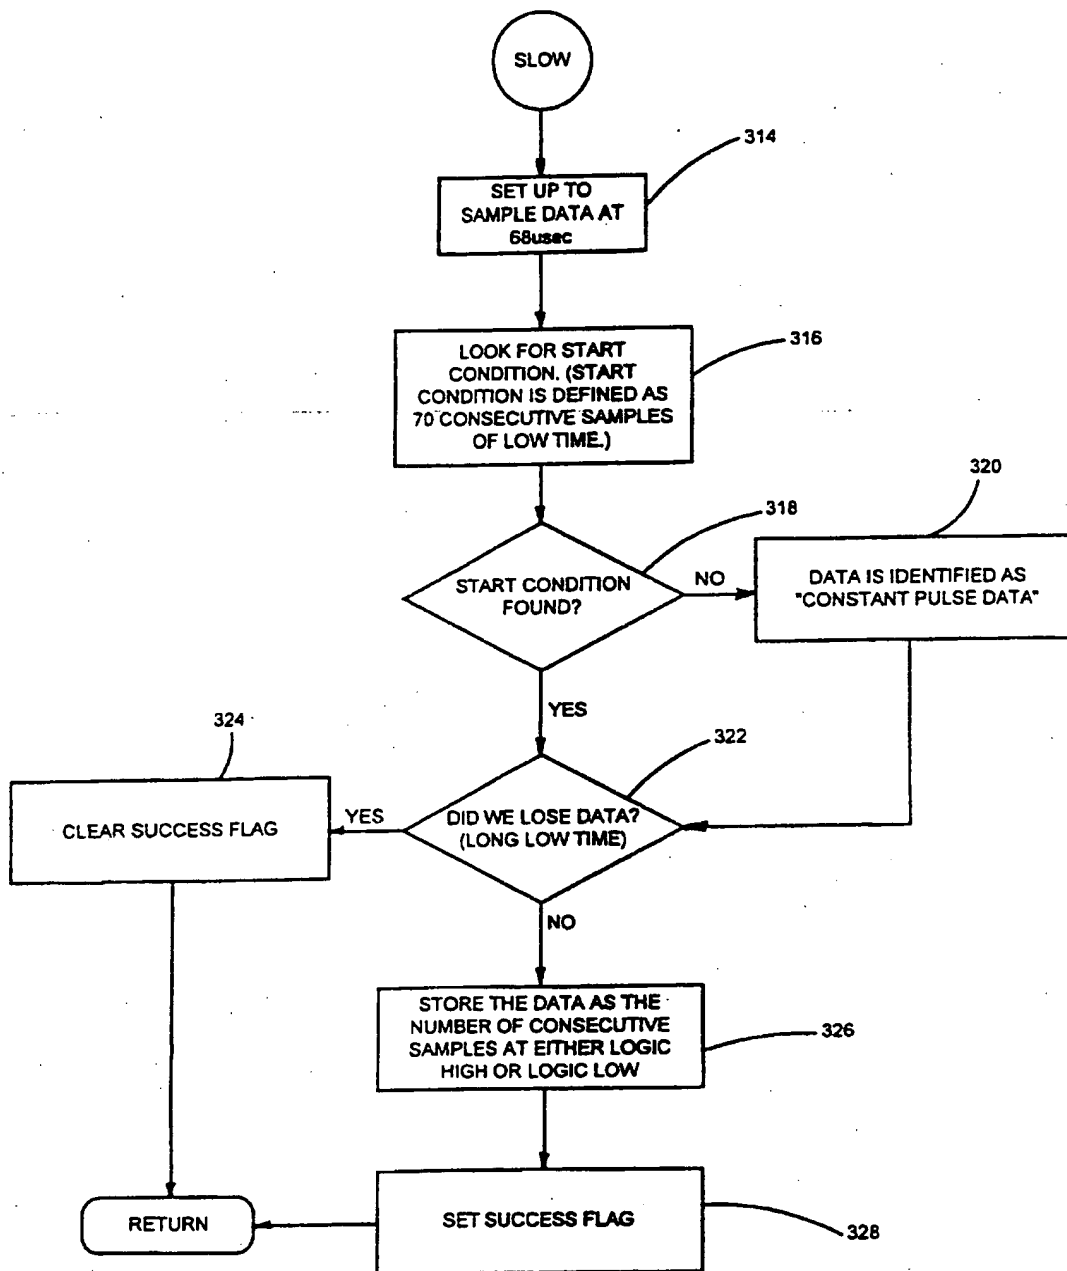 SLOW
314
SET UP TO
SAMPLE DATA AT
68usec
316
LOOK FOR START
CONDITION. (START
CONDITION IS DEFINED AS
70 CONSECUTIVE SAMPLES
OF LOW TIME.)
320
318
START CONDITION
FOUND?
NO
DATA IS IDENTIFIED AS
"CONSTANT PULSE DATA"
YES
324
322
CLEAR SUCCESS FLAG
YES
DID WE LOSE DATA?
(LONG LOW TIME)
NO
STORE THE DATA AS THE
NUMBER OF CONSECUTIVE
SAMPLES AT EITHER LOGIC
HIGH OR LOGIC LOW
326
RETURN
SET SUCCESS FLAG
328